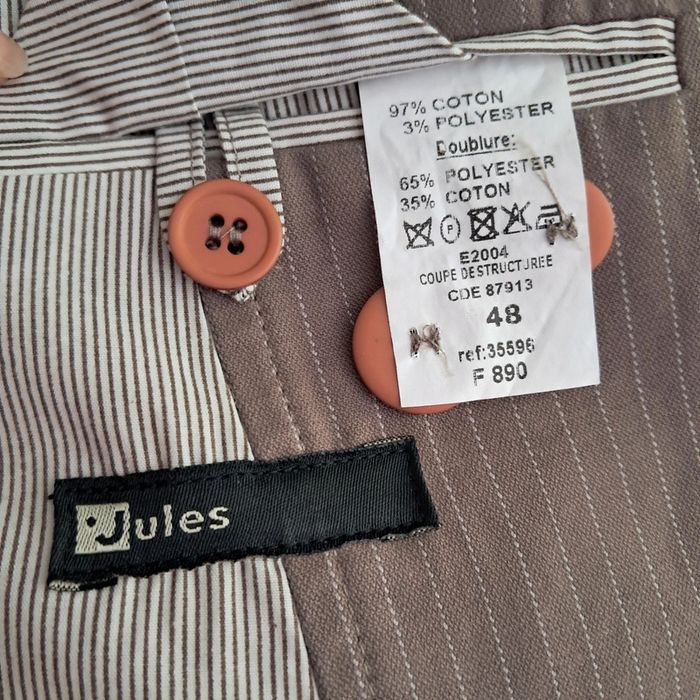 97% COTON
3% POLYESTER
Doublure:
65% POLYESTER
35% COTON
P
E2004
COUPE DESTRUCTUREE
CDE 87913
48
ref:35596
F 890
Jules